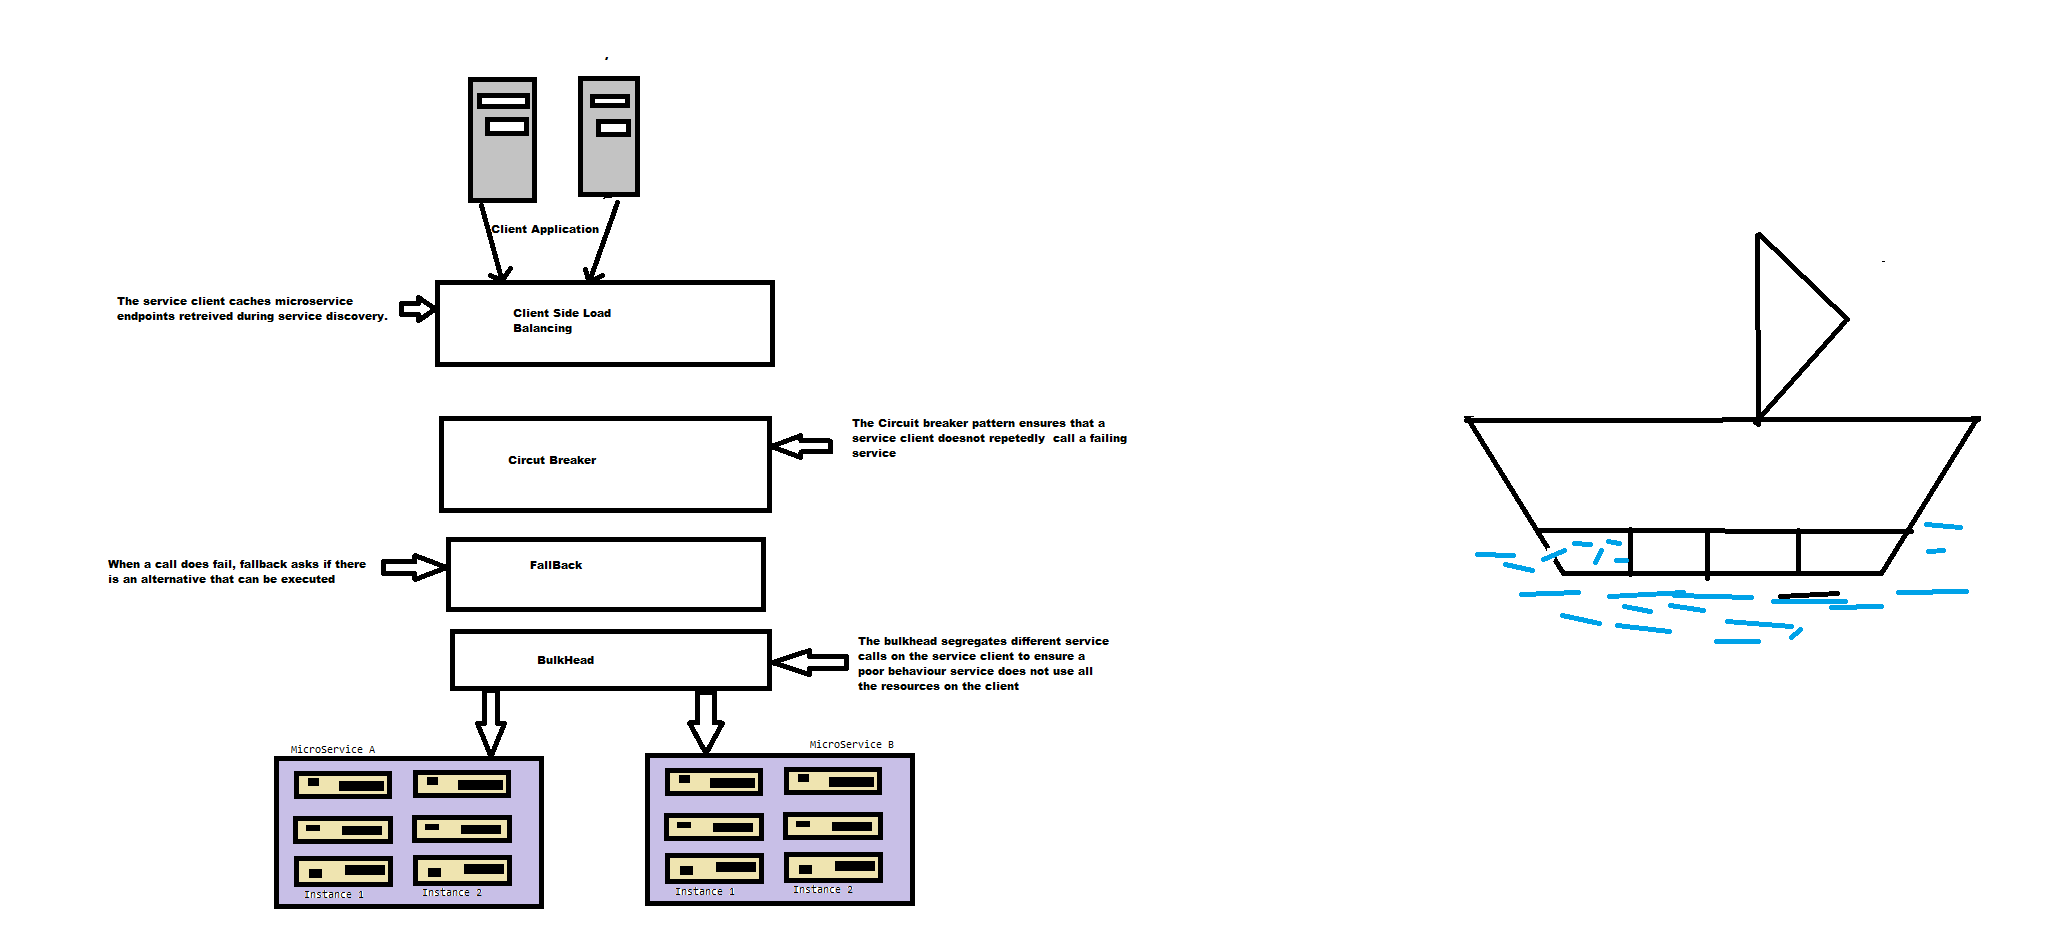 Client Application
The service client caches microservice
endpoints retreived during service discovery.
Client Side Load
Balancing
The Circuit breaker pattern ensures that a
service client doesnot repetedly  call a failing
service
Circut Breaker
When a call does fail, fallback asks if there
is an alternative that can be executed
FallBack
BulkHead
The bulkhead segregates different service
calls on the service client to ensure a
poor behaviour service does not use all
the resources on the client
MicroService A
MicroService B
Instance 1
Instance 2
Instance 1
Instance 2